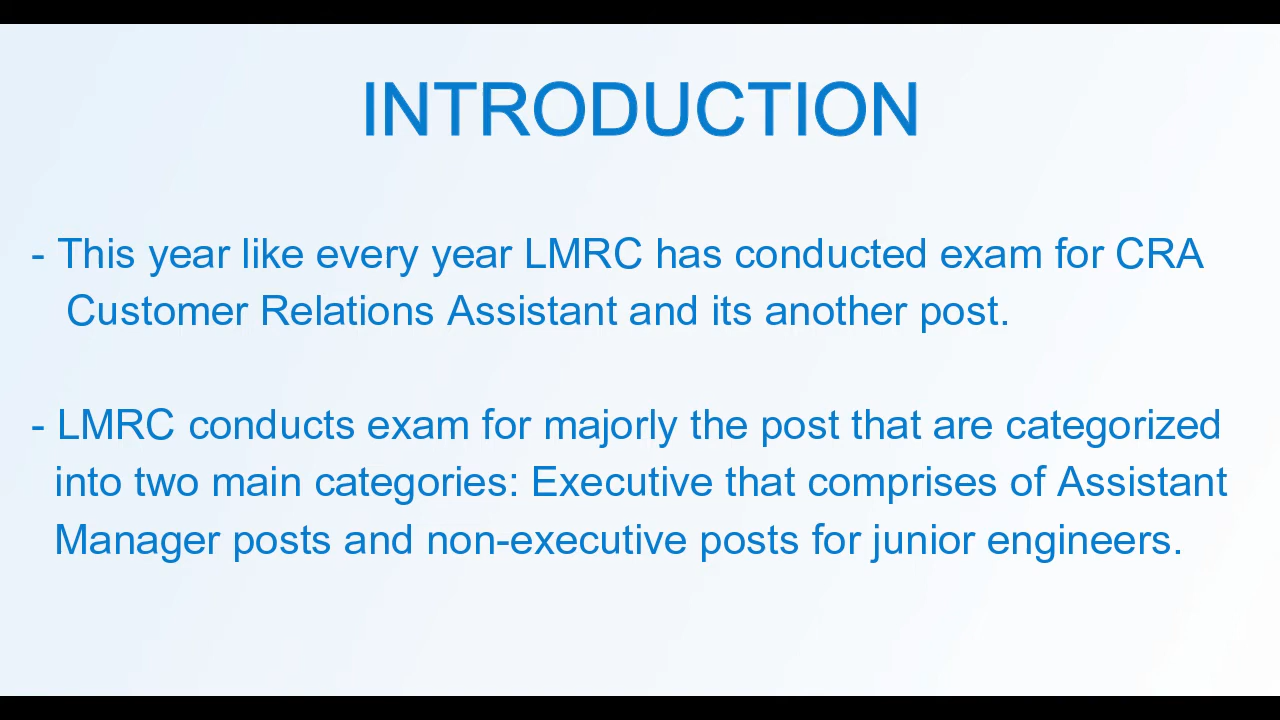 INTRODUCTION
- This year like every year LMRC has conducted exam for CRA
Customer Relations Assistant and its another post.
- LMRC conducts exam for majorly the post that are categorized
into two main categories: Executive that comprises of Assistant
Manager posts and non-executive posts for junior engineers.